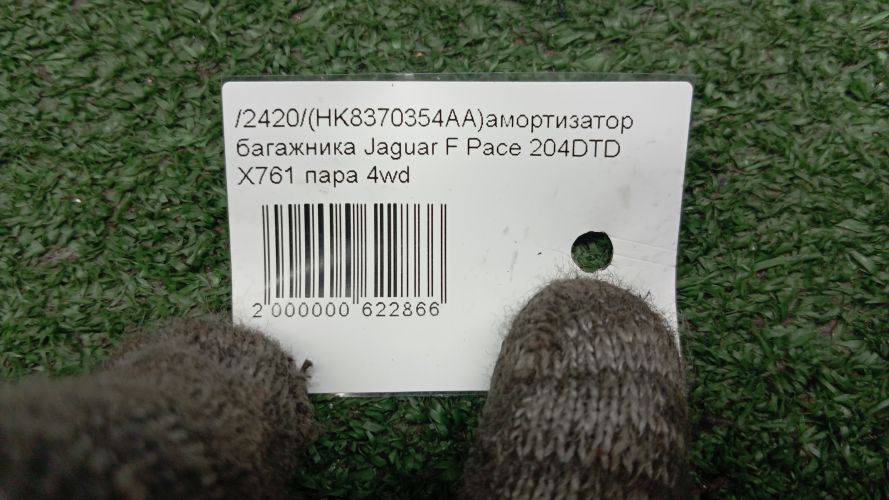 /2420/(HK8370354AA)амортизатор
багажника Jaguar F Pace 204DTD
X761 пара 4wd
2 000000 622866